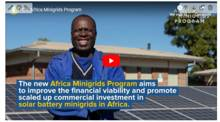 Africa Minigrids Program
MINIGRIDS
PROGRAM
The new Africa Minigrids Program aims
to improve the financial viability and promote
scaled up commercial investment in
solar battery minigrids in Africa.